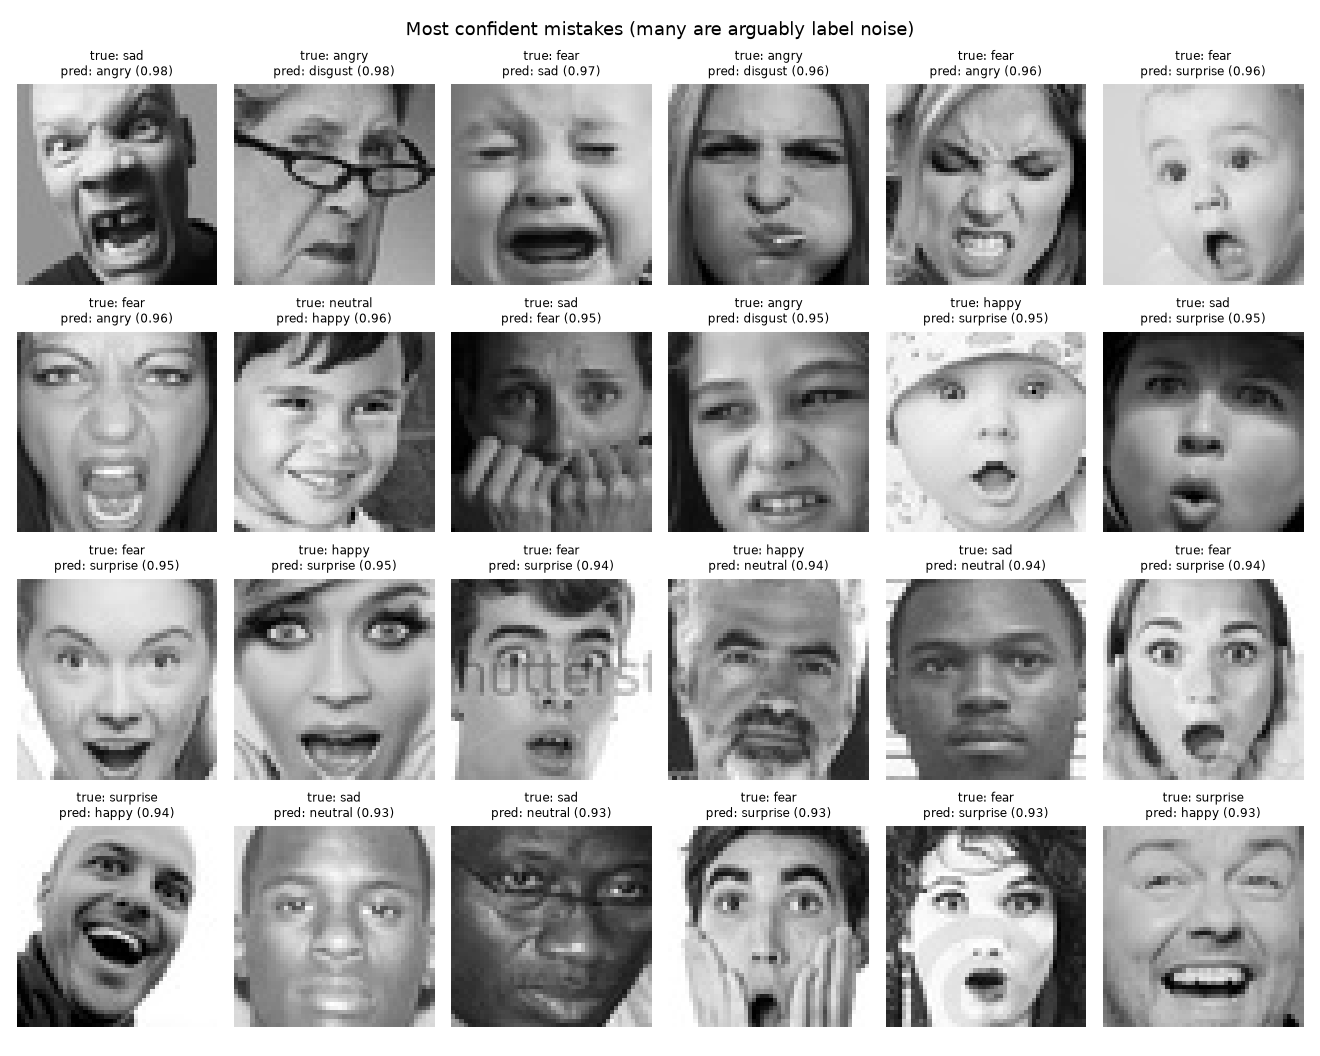 Most confident mistakes (many are arguably label noise)
true: sad
pred: angry (0.98)
true: angry
pred: disgust (0.98)
true: fear
pred: sad (0.97)
true: angry
pred: disgust (0.96)
true: fear
pred: angry (0.96)
true: fear
pred: surprise (0.96)
true: fear
pred: angry (0.96)
true: neutral
pred: happy (0.96)
true: sad
pred: fear (0.95)
true: angry
pred: disgust (0.95)
true: happy
pred: surprise (0.95)
true: sad
pred: surprise (0.95)
true: fear
pred: surprise (0.95)
true: happy
pred: surprise (0.95)
true: fear
pred: surprise (0.94)
hutterst
true: happy
pred: neutral (0.94)
true: sad
pred: neutral (0.94)
true: fear
pred: surprise (0.94)
true: surprise
pred: happy (0.94)
true: sad
pred: neutral (0.93)
true: sad
pred: neutral (0.93)
true: fear
pred: surprise (0.93)
true: fear
pred: surprise (0.93)
true: surprise
pred: happy (0.93)